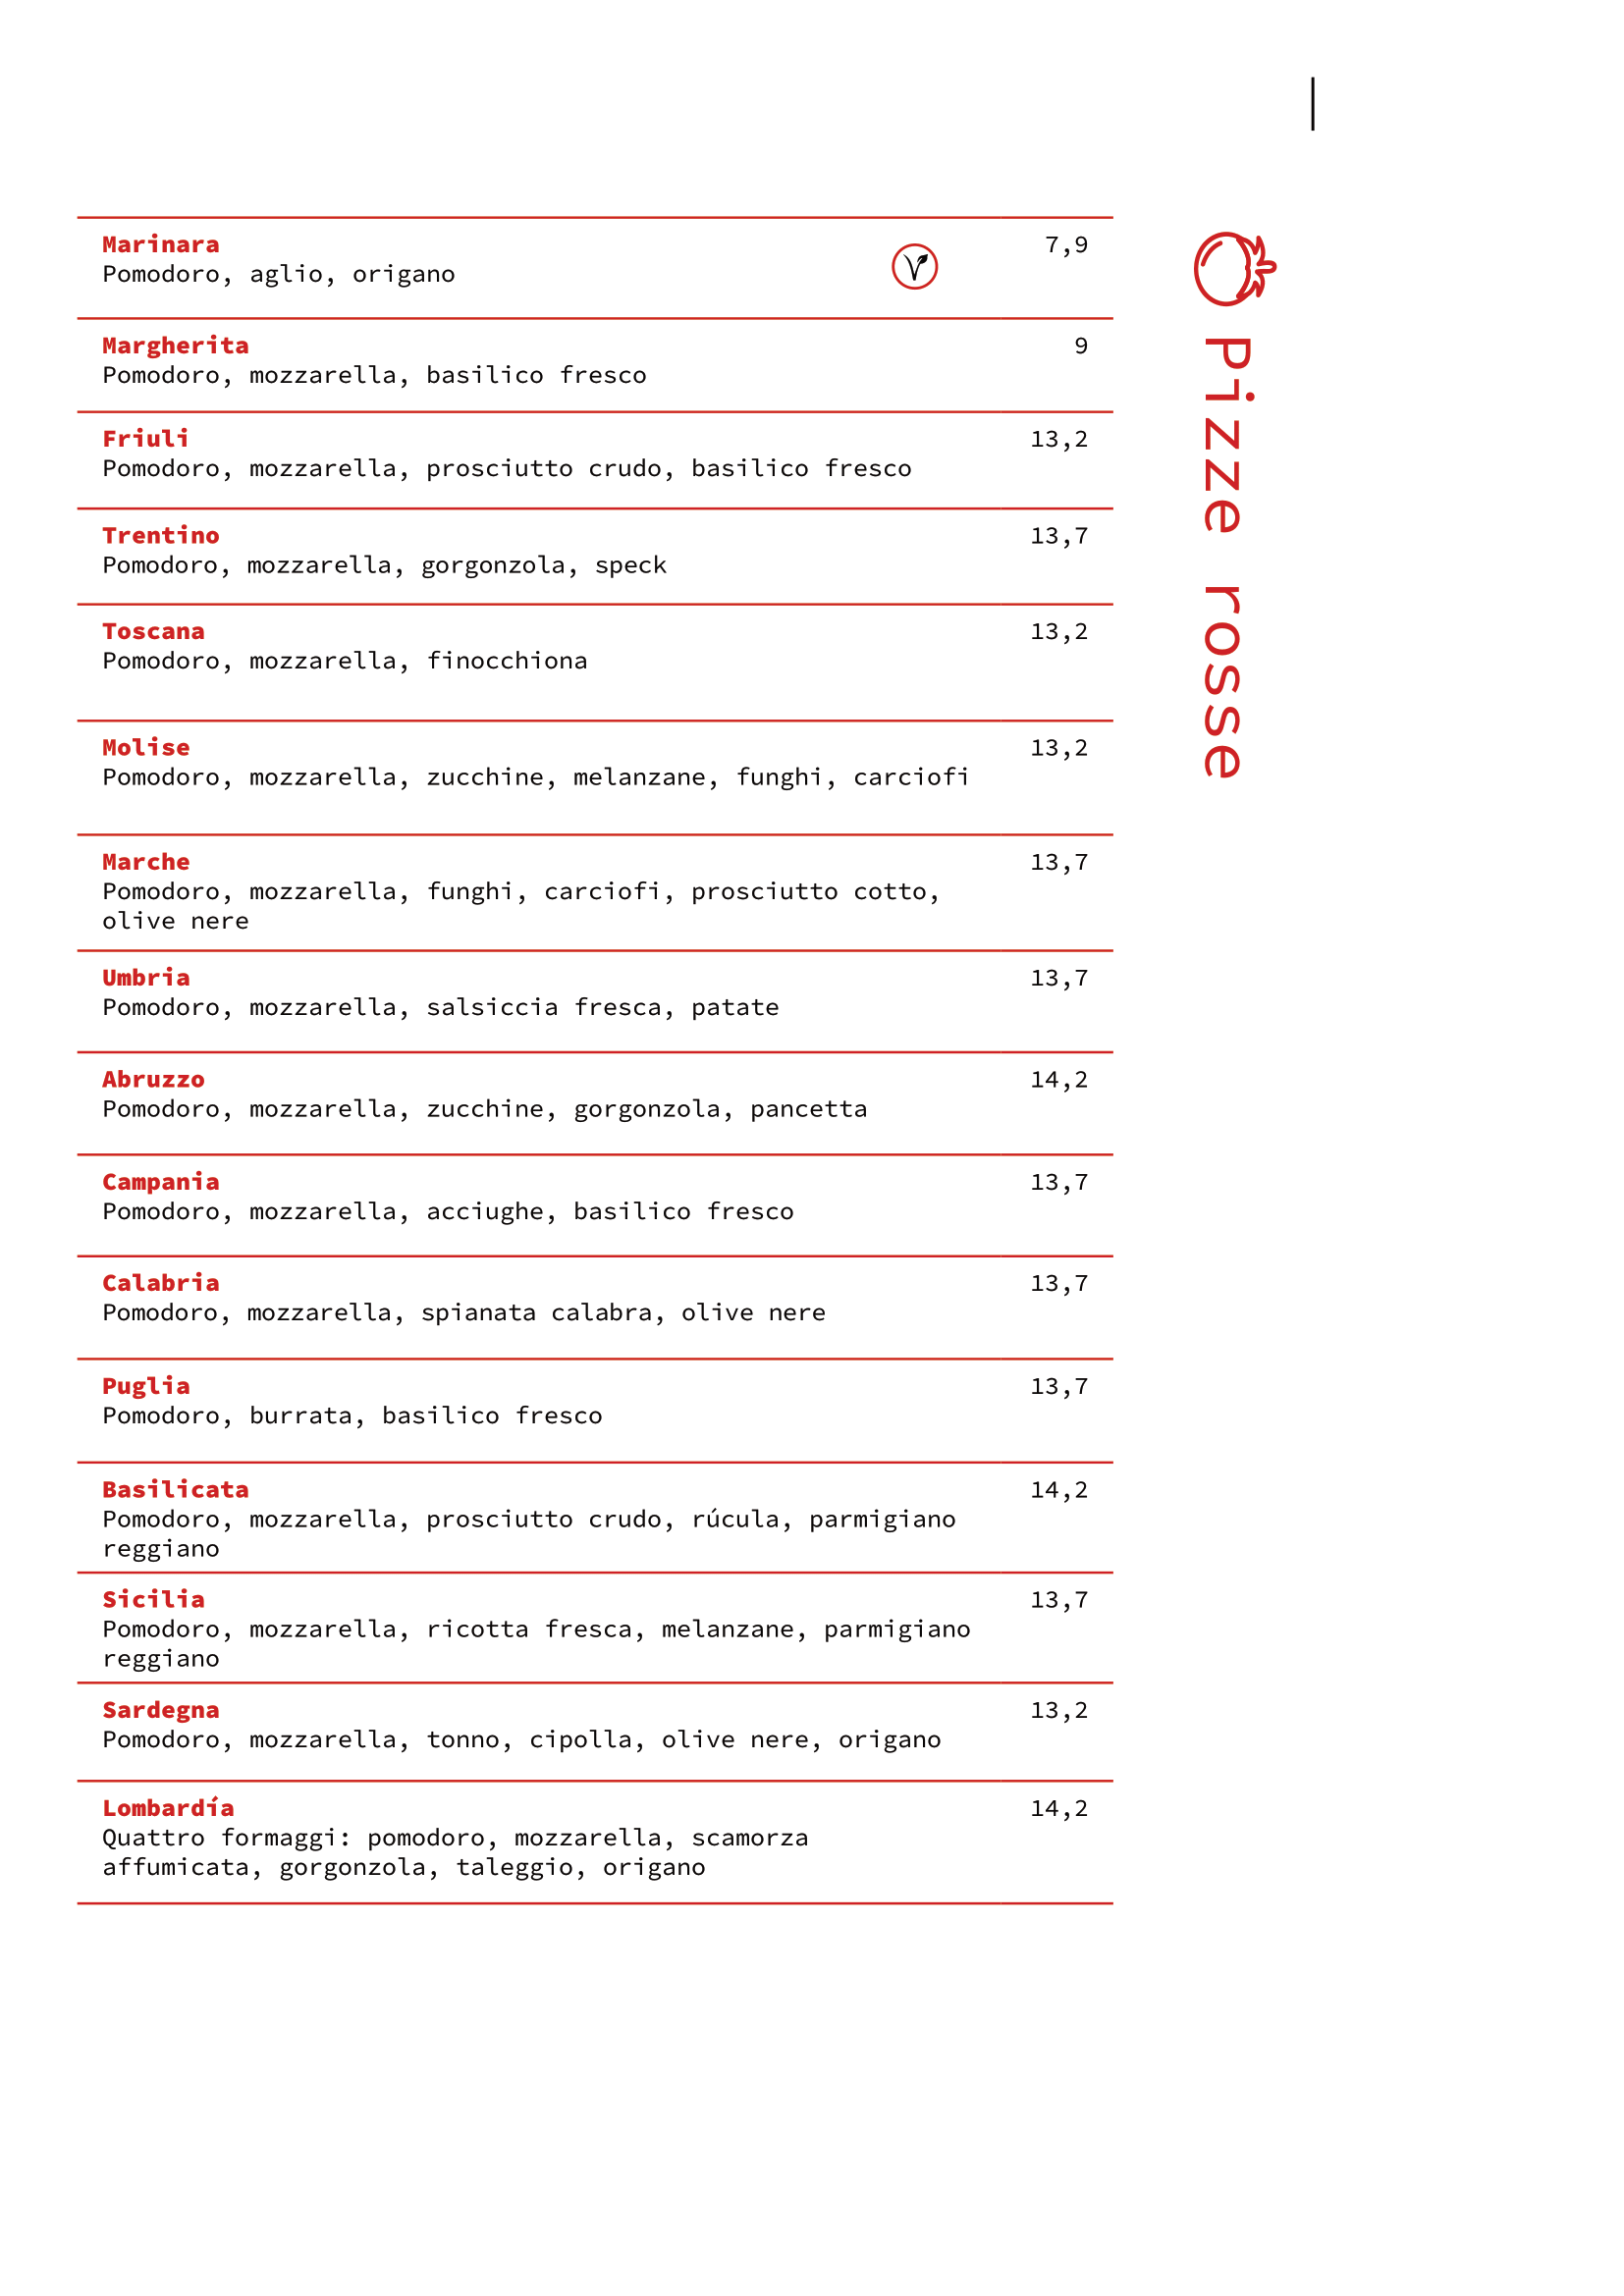 Pizze rosse
Marinara 7,9
Pomodoro, aglio, origano
Margherita 9
Pomodoro, mozzarella, basilico fresco
Friuli 13,2
Pomodoro, mozzarella, prosciutto crudo, basilico fresco
Trentino 13,7
Pomodoro, mozzarella, gorgonzola, speck
Toscana 13,2
Pomodoro, mozzarella, finocchiona
Molise 13,2
Pomodoro, mozzarella, zucchine, melanzane, funghi, carciofi
Marche 13,7
Pomodoro, mozzarella, funghi, carciofi, prosciutto cotto,
olive nere
Umbria 13,7
Pomodoro, mozzarella, salsiccia fresca, patate
Abruzzo 14,2
Pomodoro, mozzarella, zucchine, gorgonzola, pancetta
Campania 13,7
Pomodoro, mozzarella, acciughe, basilico fresco
Calabria 13,7
Pomodoro, mozzarella, spianata calabra, olive nere
Puglia 13,7
Pomodoro, burrata, basilico fresco
Basilicata 14,2
Pomodoro, mozzarella, prosciutto crudo, rúcula, parmigiano
reggiano
Sicilia 13,7
Pomodoro, mozzarella, ricotta fresca, melanzane, parmigiano
reggiano
Sardegna 13,2
Pomodoro, mozzarella, tonno, cipolla, olive nere, origano
Lombardía 14,2
Quattro formaggi: pomodoro, mozzarella, scamorza
affumicata, gorgonzola, taleggio, origano